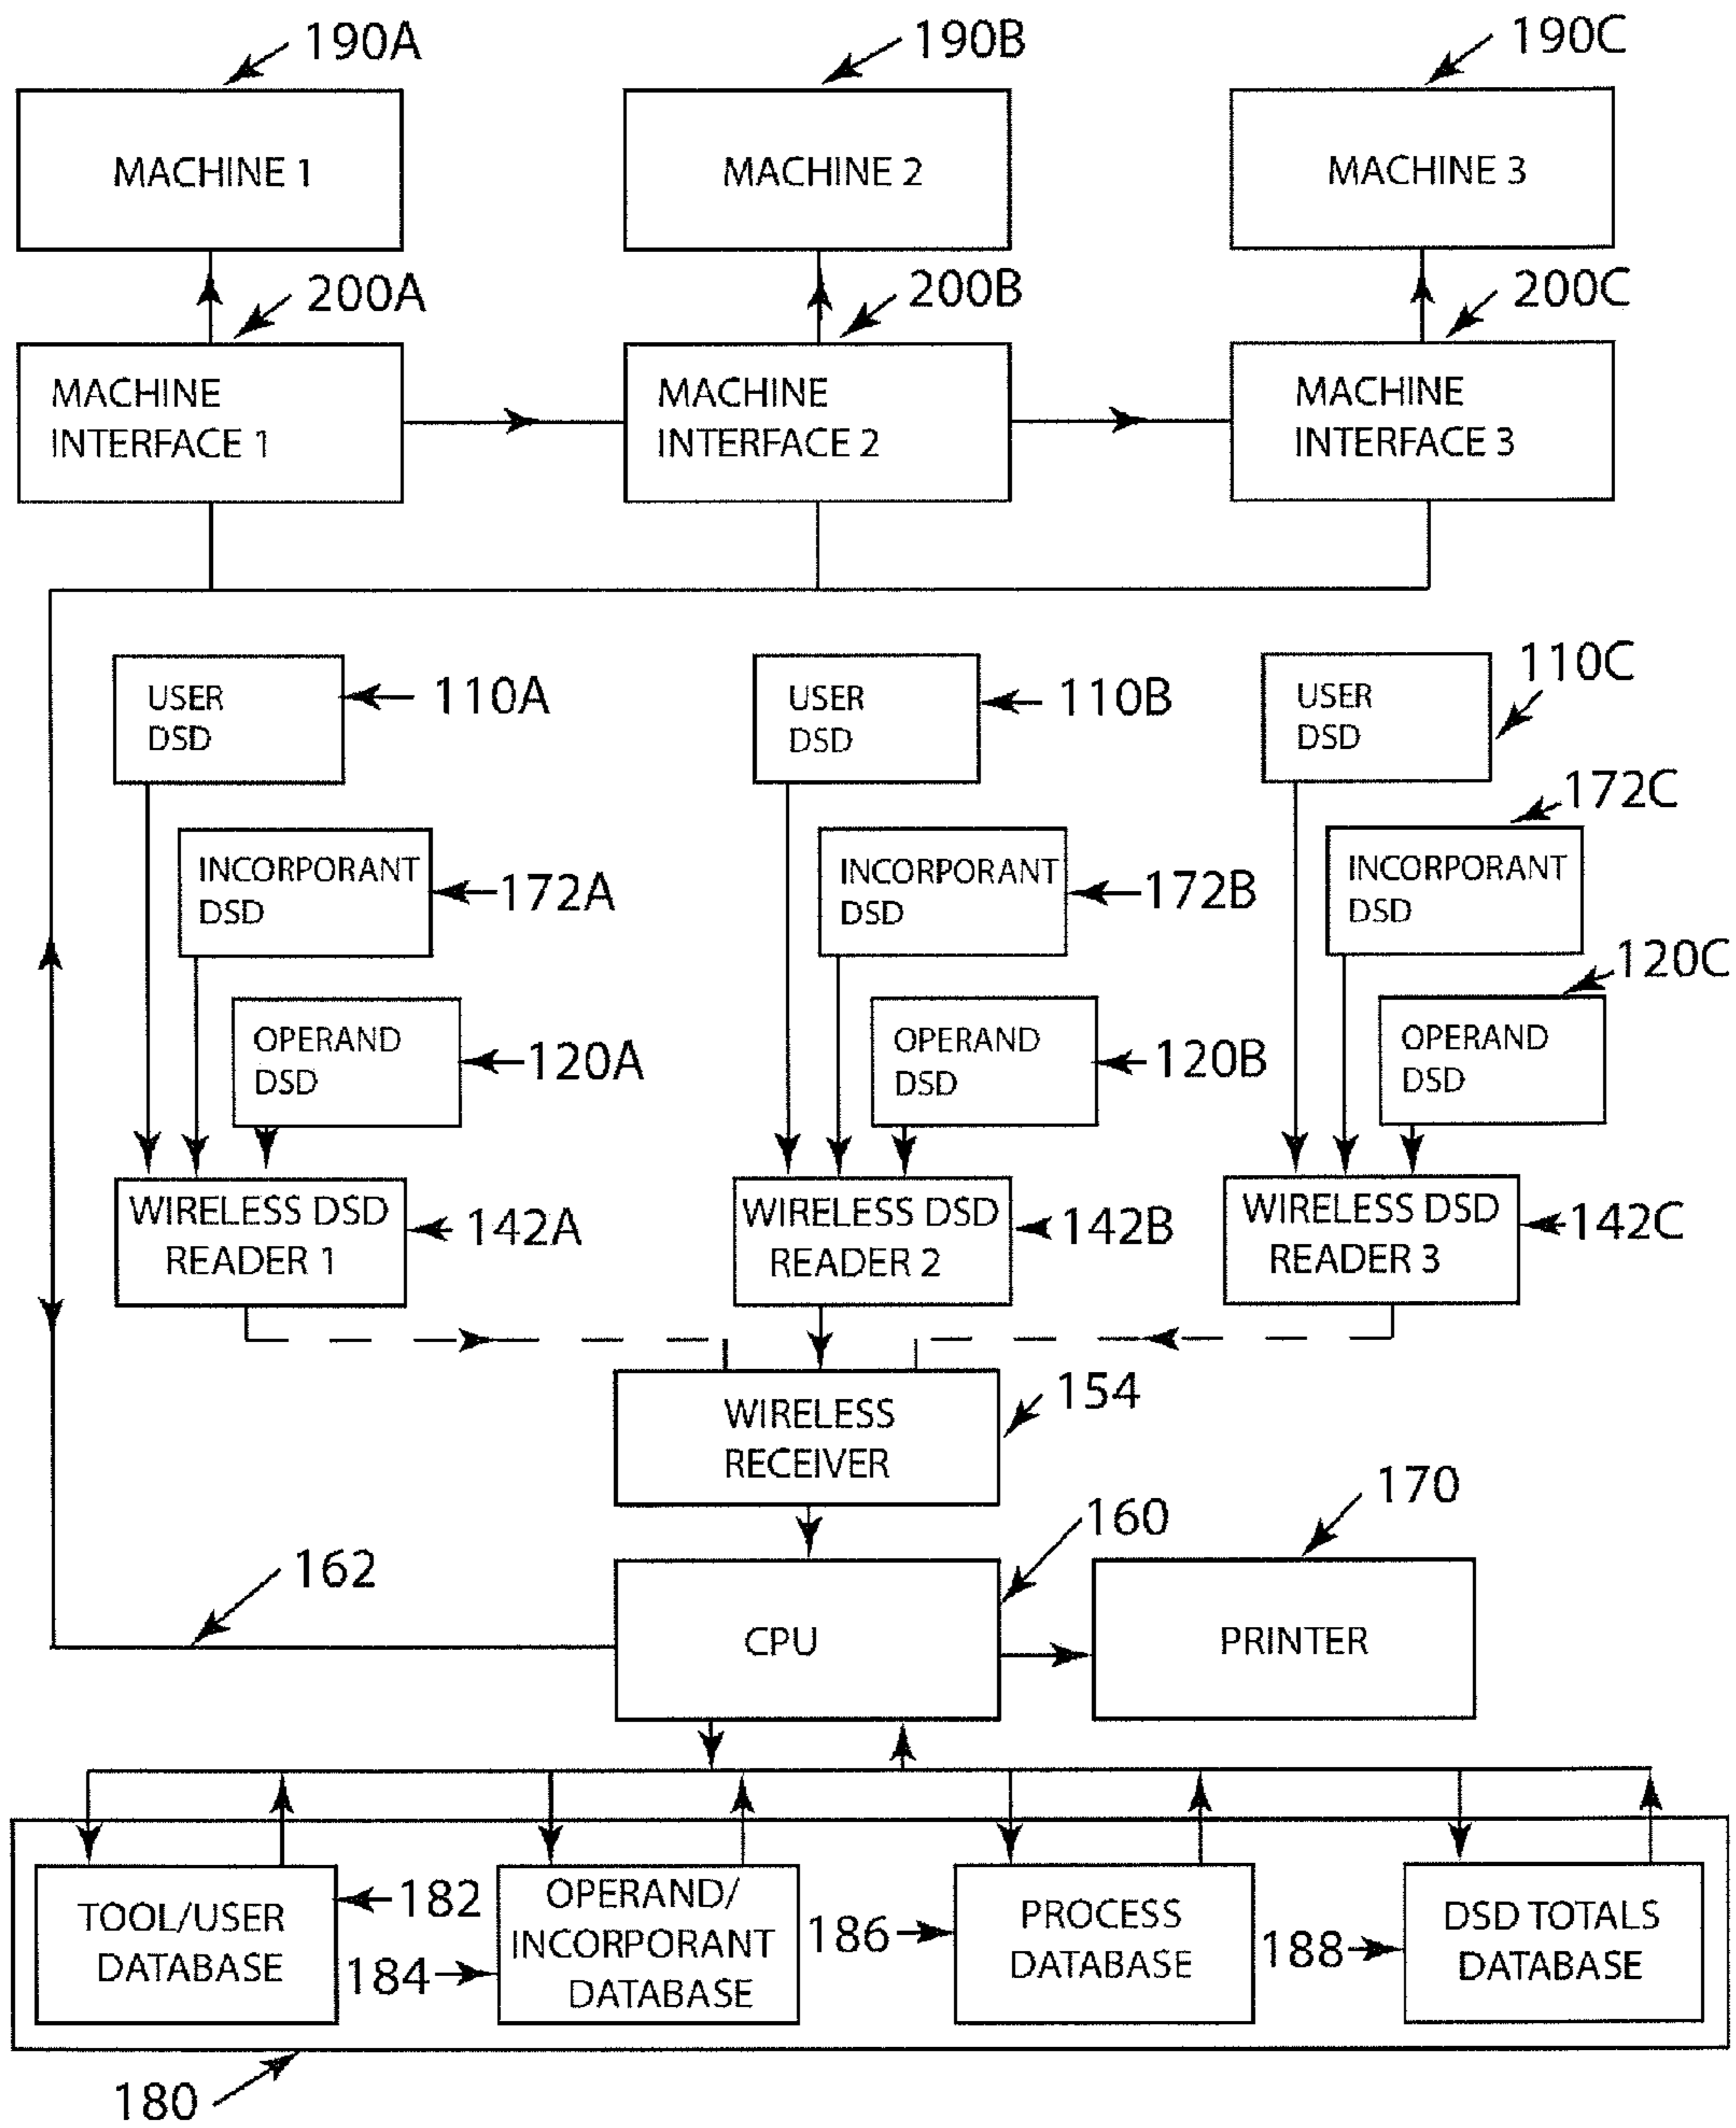 190A
190B
190C
MACHINE 1
MACHINE 2
MACHINE 3
200A
200B
200C
MACHINE
INTERFACE 1
MACHINE
INTERFACE 2
MACHINE
INTERFACE 3
USER
DSD
110A
USER
DSD
110B
USER
DSD
110C
INCORPORANT
DSD
172A
INCORPORANT
DSD
172B
INCORPORANT
DSD
172C
OPERAND
DSD
120A
OPERAND
DSD
120B
OPERAND
DSD
120C
WIRELESS DSD
READER 1
142A
WIRELESS DSD
READER 2
142B
WIRELESS DSD
READER 3
142C
WIRELESS
RECEIVER
154
160
170
162
CPU
PRINTER
TOOL/USER
DATABASE
182
184
OPERAND/
INCORPORANT
DATABASE
186
PROCESS
DATABASE
188
DSD TOTALS
DATABASE
180